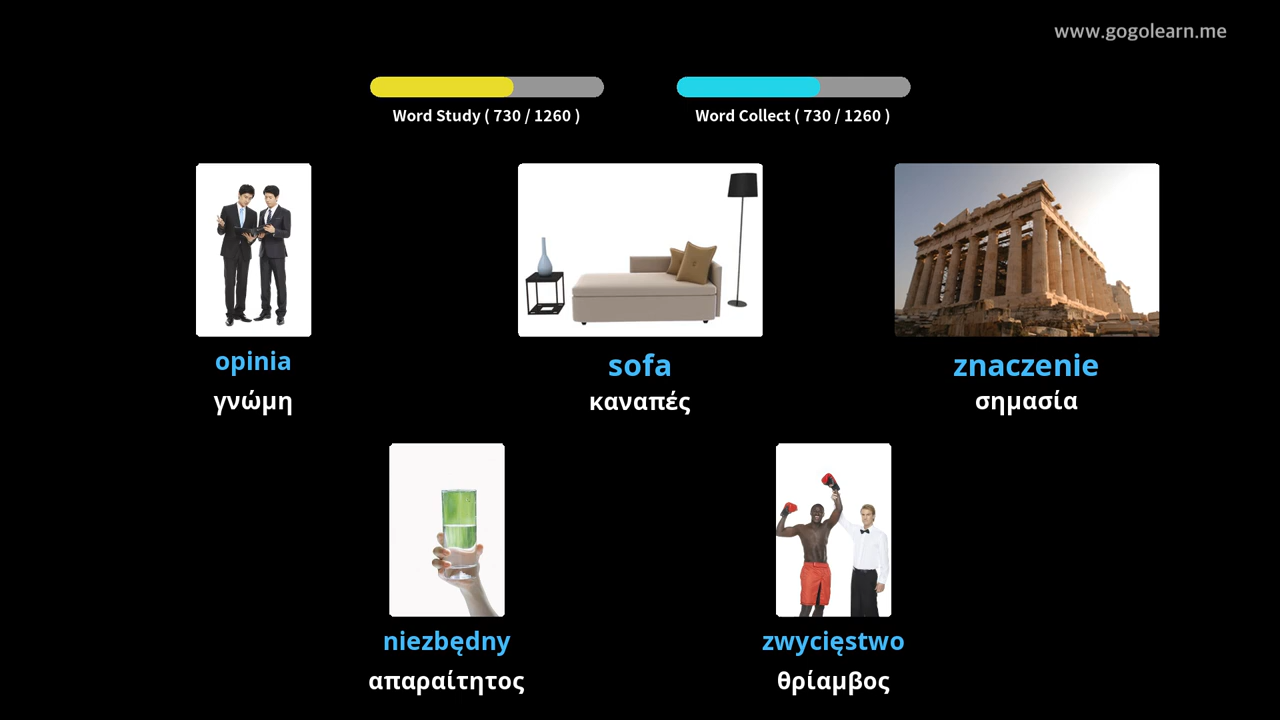 www.gogolearn.me
Word Study ( 730 / 1260 )
Word Collect ( 730 / 1260 )
opinia
γνώμη
sofa
καναπές
znaczenie
σημασία
niezbędny
απαραίτητος
zwycięstwo
θρίαμβος